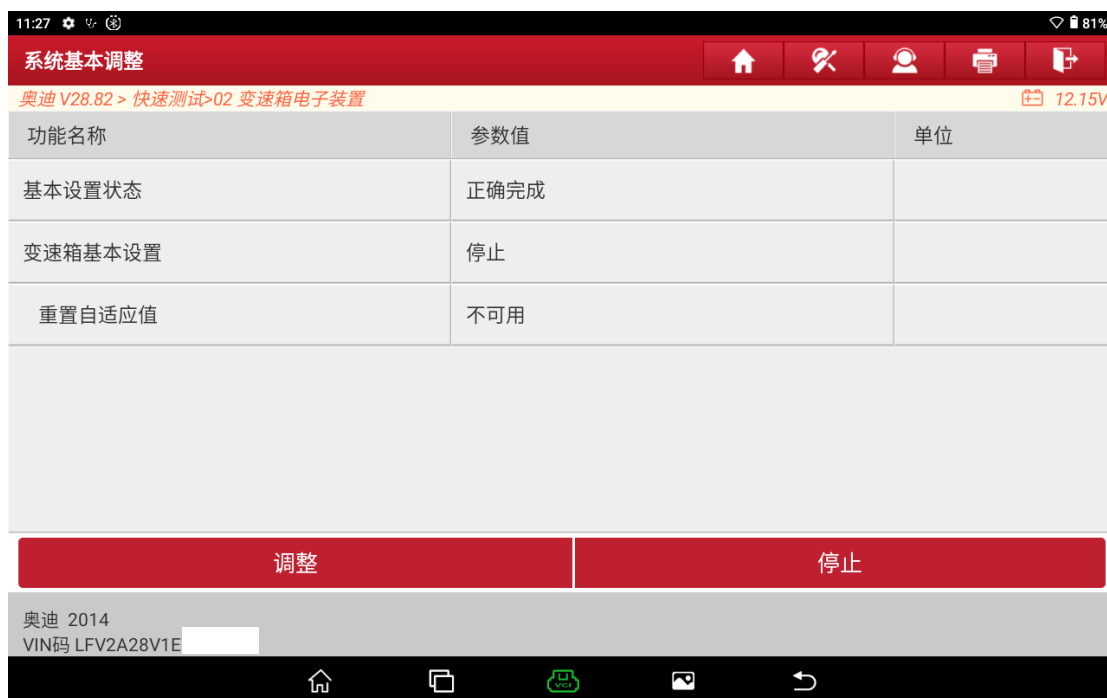 11:27 81%
系统基本调整
奥迪 V28.82 > 快速测试>02 变速箱电子装置 12.15V
功能名称 参数值 单位
基本设置状态 正确完成
变速箱基本设置 停止
重置自适应值 不可用
调整 停止
奥迪 2014
VIN码 LFV2A28V1E
VCI